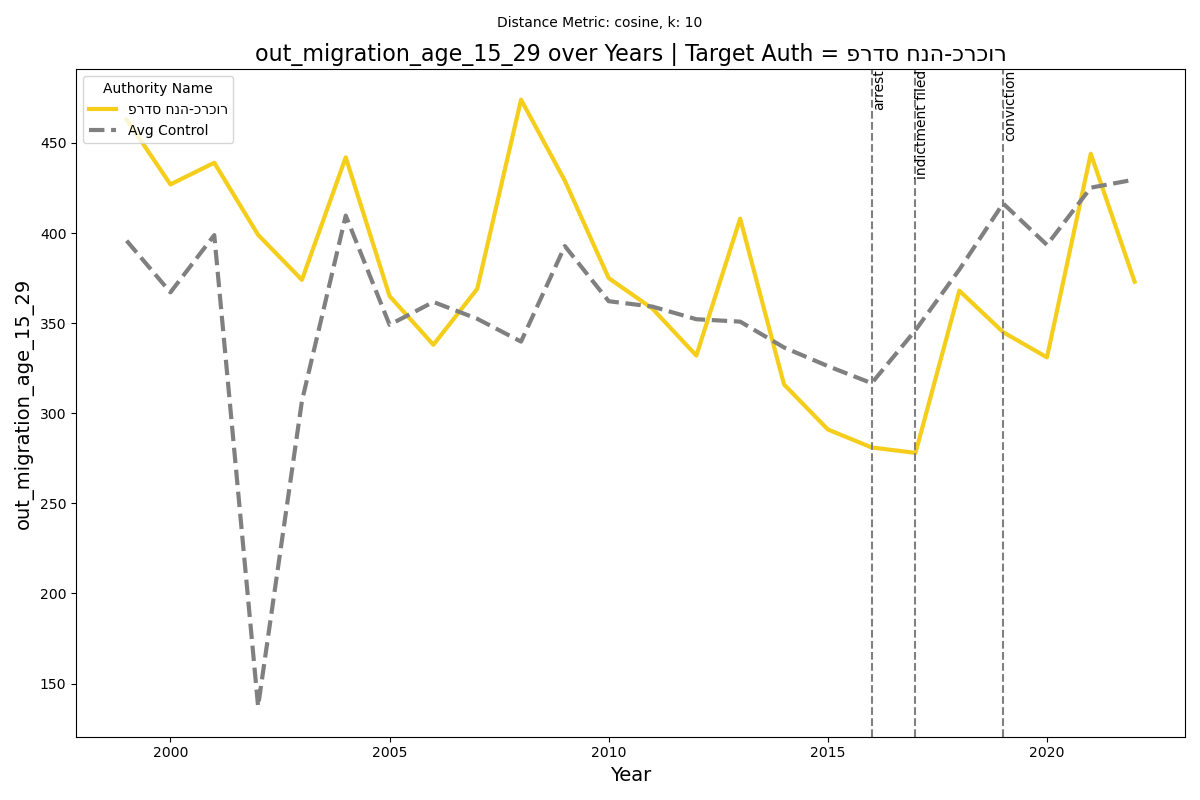 Distance Metric: cosine, k: 10
out_migration_age_15_29 over Years | Target Auth = פרדס חנה-כרכור
Authority Name
פרדס חנה-כרכור
Avg Control
arrest
indictment filed
conviction
out_migration_age_15_29
450
400
350
300
250
200
150
2000
2005
2010
2015
2020
Year